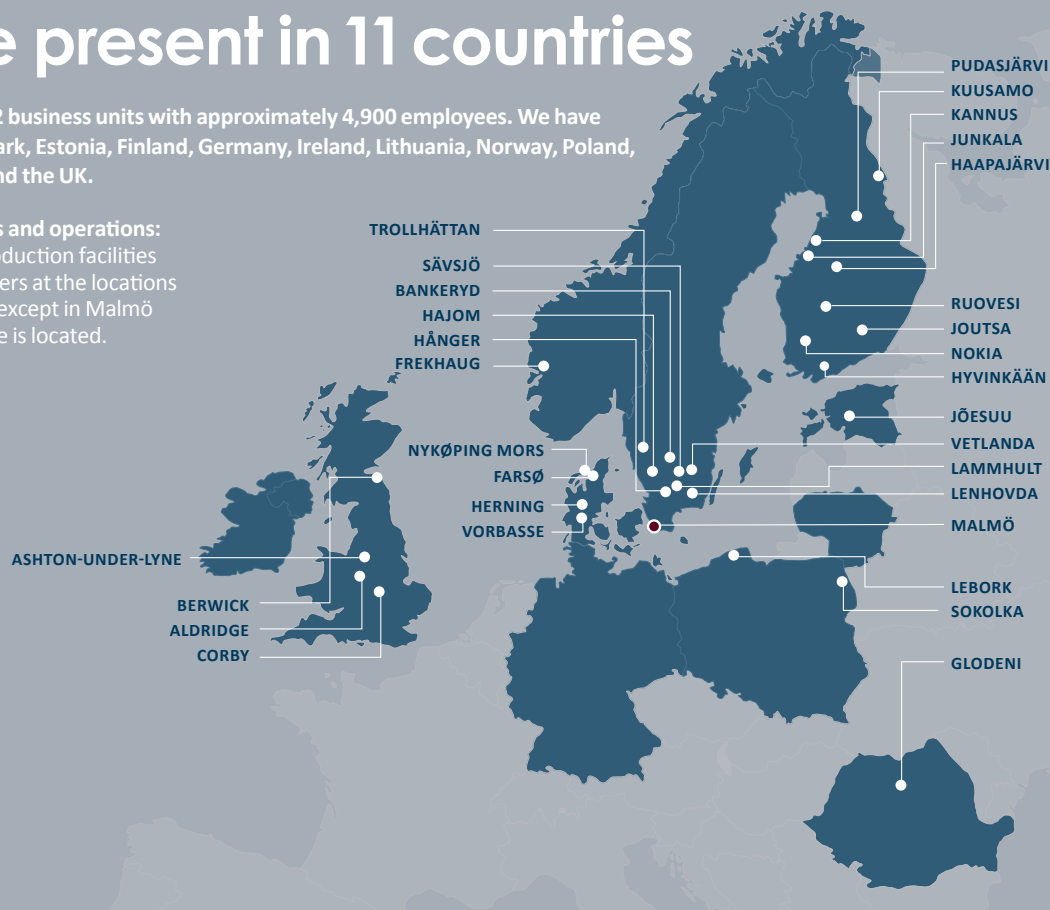 e present in 11 countries
2 business units with approximately 4,900 employees. We have
ark, Estonia, Finland, Germany, Ireland, Lithuania, Norway, Poland,
nd the UK.
s and operations:
oduction facilities
ers at the locations
except in Malmö
e is located.
TROLLHÄTTAN
SÄVSJÖ
BANKERYD
HAJOM
HÅNGER
FREKHAUG
NYKØPING MORS
FARSØ
HERNING
VORBASSE
ASHTON-UNDER-LYNE
BERWICK
ALDRIDGE
CORBY
PUDASJÄRVI
KUUSAMO
KANNUS
JUNKALA
HAAPAJÄRVI
RUOVESI
JOUTSA
NOKIA
HYVINKÄÄN
JÕESUU
VETLANDA
LAMMHULT
LENHOVDA
MALMÖ
LEBORK
SOKOLKA
GLODENI